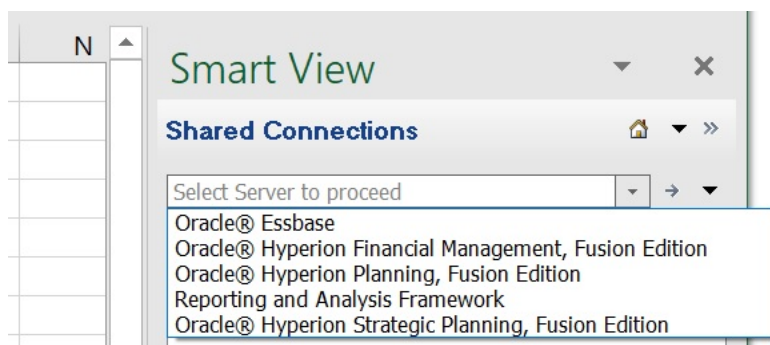 N
Smart View
Shared Connections
Select Server to proceed
Oracle® Essbase
Oracle® Hyperion Financial Management, Fusion Edition
Oracle® Hyperion Planning, Fusion Edition
Reporting and Analysis Framework
Oracle® Hyperion Strategic Planning, Fusion Edition